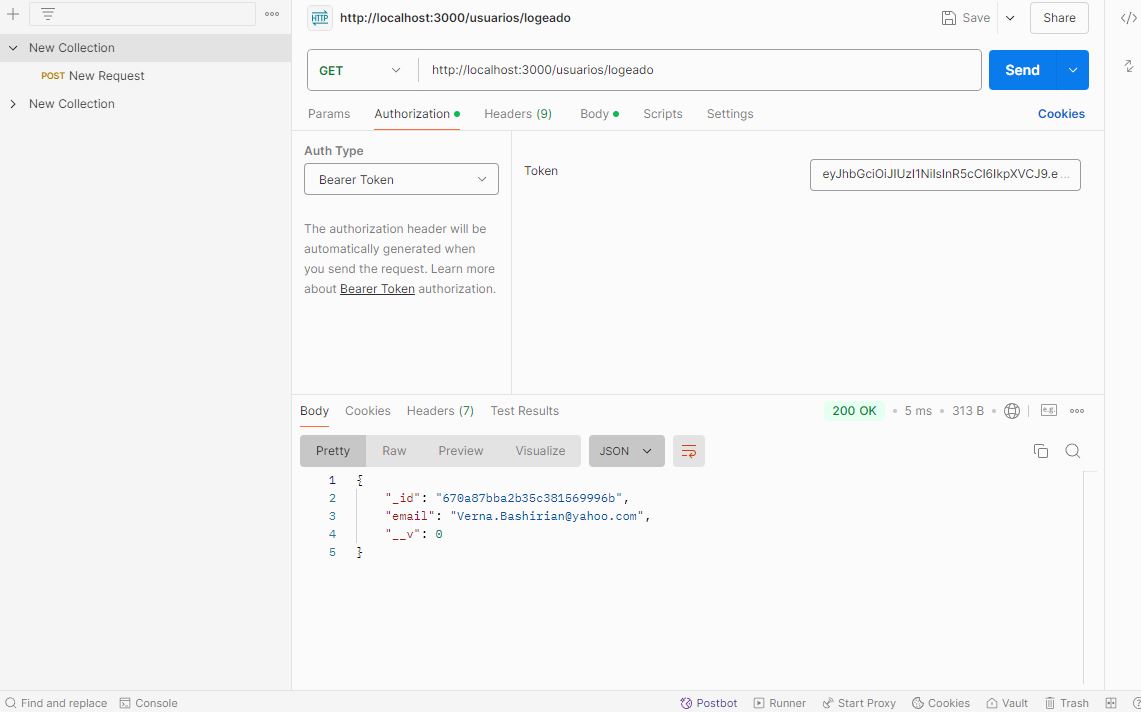 HTTP http://localhost:3000/usuarios/logeado Save Share
New Collection
POST New Request
New Collection
GET http://localhost:3000/usuarios/logeado Send
Params Authorization Headers (9) Body Scripts Settings Cookies
Auth Type
Bearer Token
The authorization header will be
automatically generated when
you send the request. Learn more
about Bearer Token authorization.
Token eyJhbGciOiJIUzI1NiIsInR5cCI6IkpXVCJ9.e ...
Body Cookies Headers (7) Test Results 200 OK • 5 ms • 313 B • e.g.
Pretty Raw Preview Visualize JSON
1 {
2 "_id": "670a87bba2b35c381569996b",
3 "email": "Verna.Bashirian@yahoo.com",
4 "__v": 0
5 }
Find and replace Console Postbot Runner Start Proxy Cookies Vault Trash